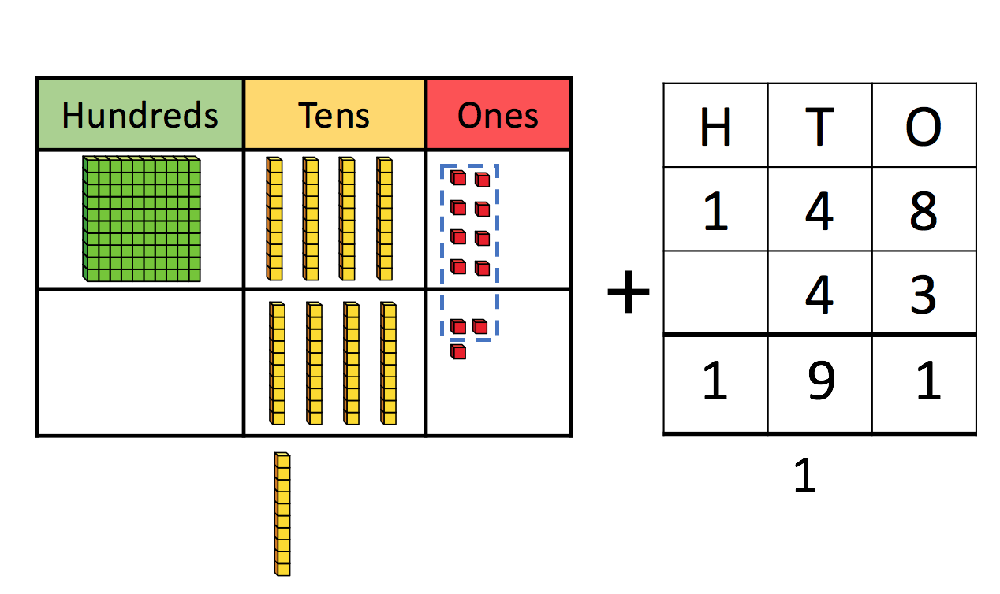 Hundreds Tens Ones
H T O
1 4 8
+ 4 3
1 9 1
1